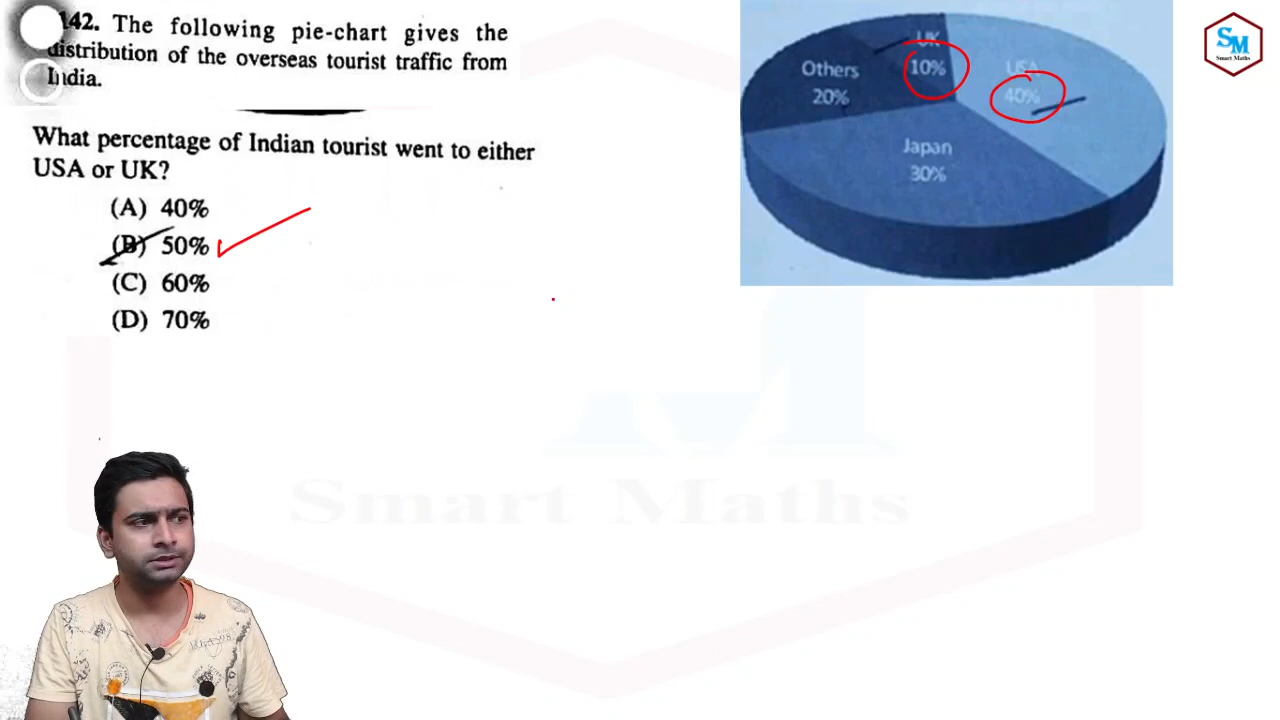 142. The following pie-chart gives the
distribution of the overseas tourist traffic from
India.
What percentage of Indian tourist went to either
USA or UK?
(A) 40%
(B) 50%
(C) 60%
(D) 70%
UK
10%
USA
40%
Others
20%
Japan
30%
SM
Smart Maths
Smart Maths